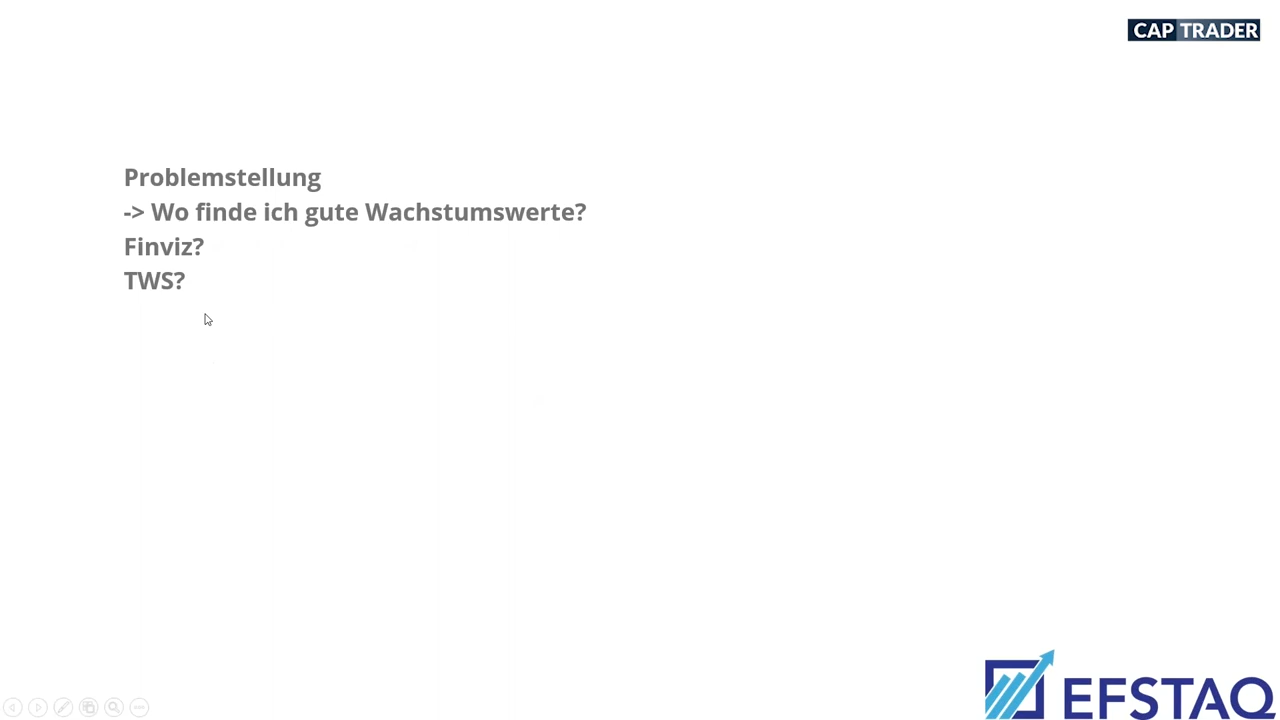 CAP TRADER
Problemstellung
-> Wo finde ich gute Wachstumswerte?
Finviz?
TWS?
EFSTAQ